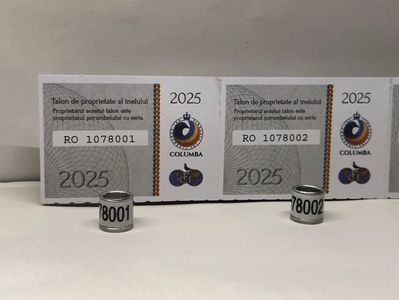 Talon de proprietate al inelului
Proprietarul acestui talon este
proprietarul porumbelului cu seria
RO 1078001
2025
2025
COLUMBA
Talon de proprietate al inelului
Proprietarul acestui talon este
proprietarul porumbelului cu seria
RO 1078002
2025
2025
COLUMBA
78001
78002